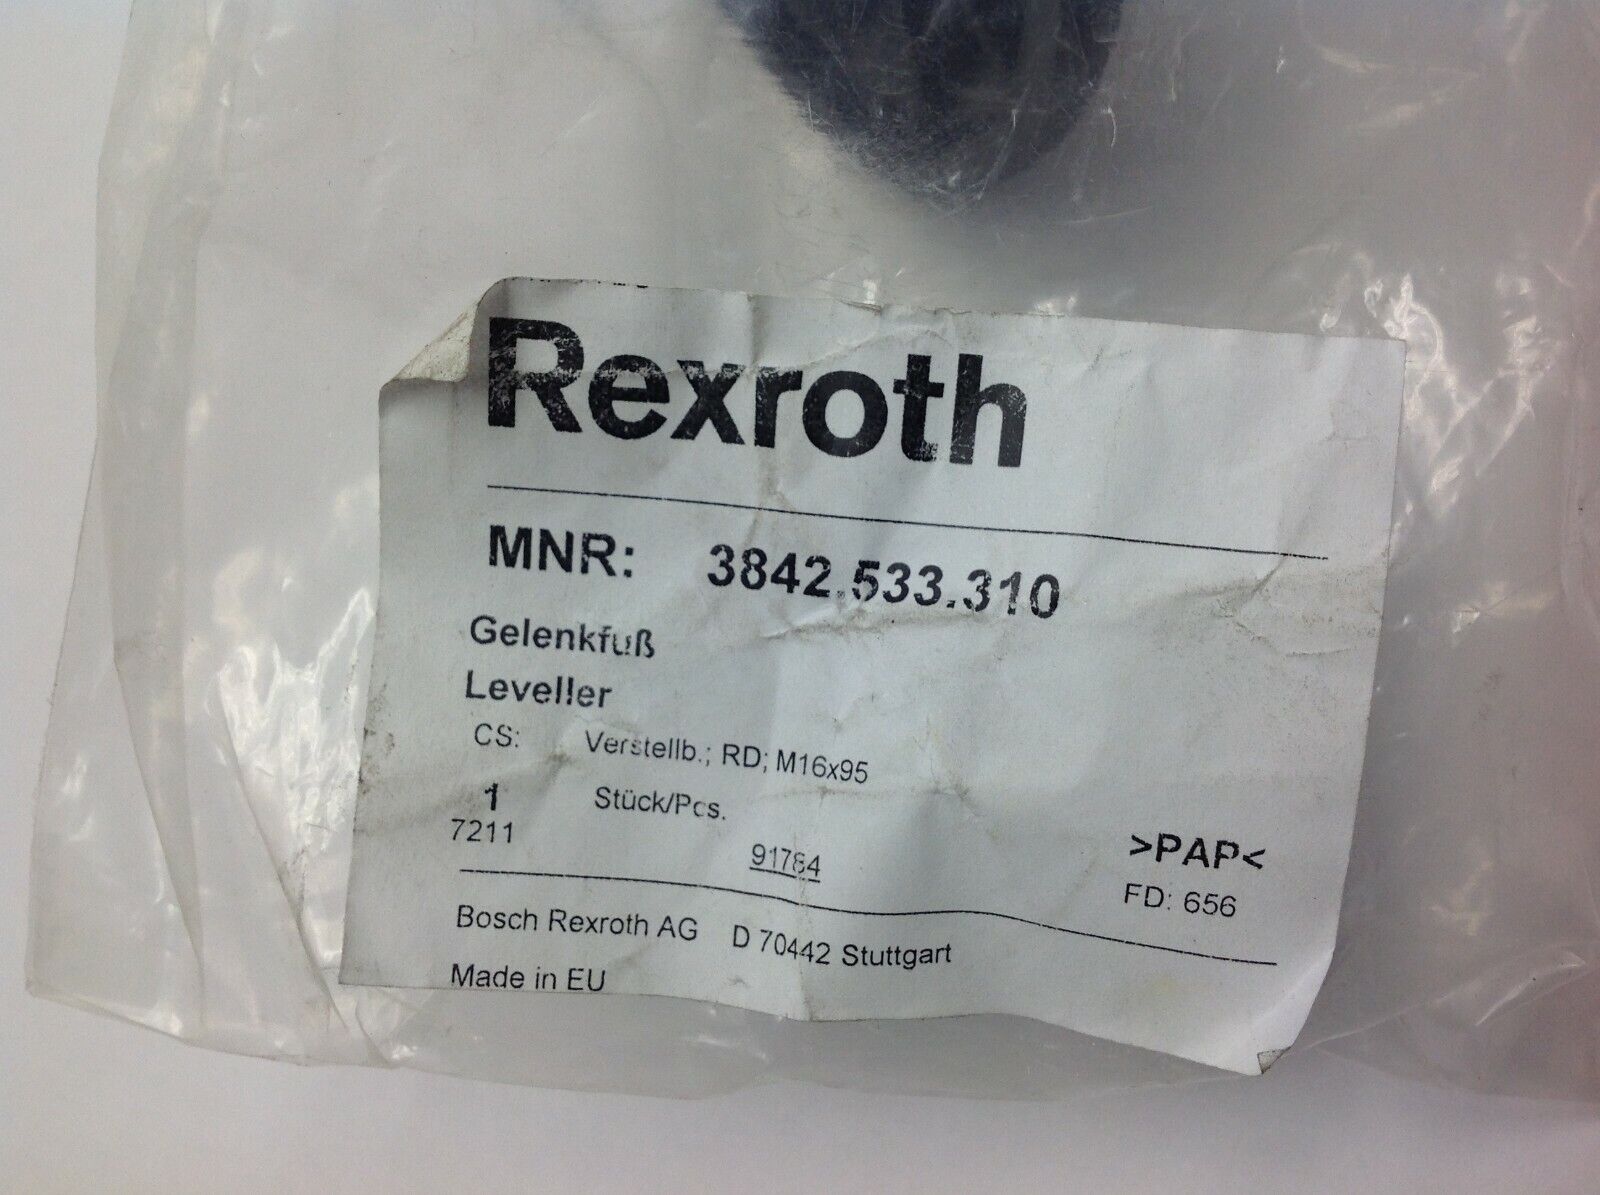 Rexroth
MNR: 3842.533.310
Gelenkfuß
Leveller
CS: Verstellb.; RD; M16x95
1 Stück/Pcs.
7211
91784
>PAP<
FD: 656
Bosch Rexroth AG D 70442 Stuttgart
Made in EU